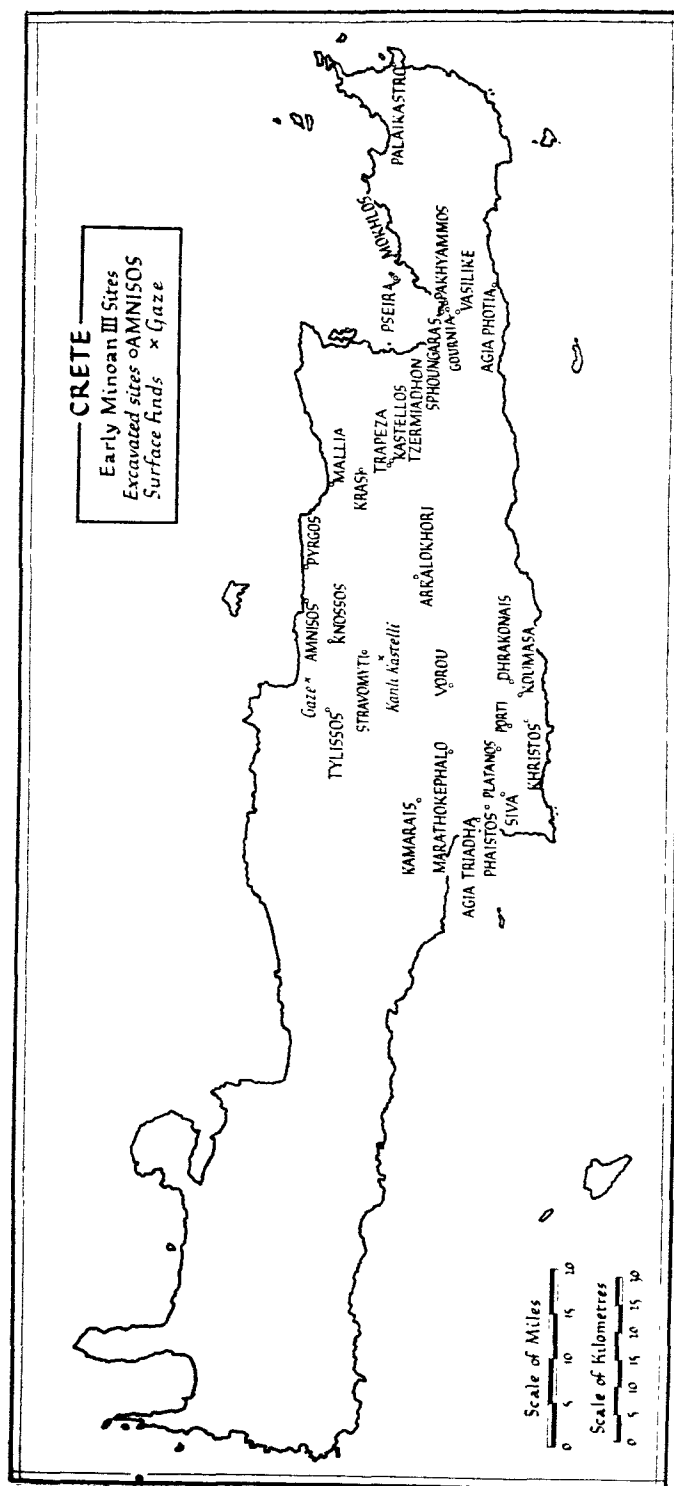 CRETE
Early Minoan III Sites
Excavated sites o AMNISOS
Surface finds × Gaze
PALAIKASTRO
MOKHLOS
PSEIRA
PAKHYAMMOS
SPHOUNGARAS
GOURNIA
VASILIKE
AGIA PHOTIA
MALLIA
KRASI
TRAPEZA
KASTELLOS
TZERMIADHON
PYRGOS
AMNISOS
KNOSSOS
Gaze
TYLISSOS
STRAVOMYTI
Kanli Kastelli
ARKALOKHORI
VOROU
DHRAKONAIS
KOUMASA
PORTI
PLATANOS
KHRISTOS
SIVA
KAMARAIS
MARATHOKEPHALO
AGIA TRIADHA
PHAISTOS
Scale of Miles
0 5 10 15 20
Scale of Kilometres
0 5 10 15 20 25 30